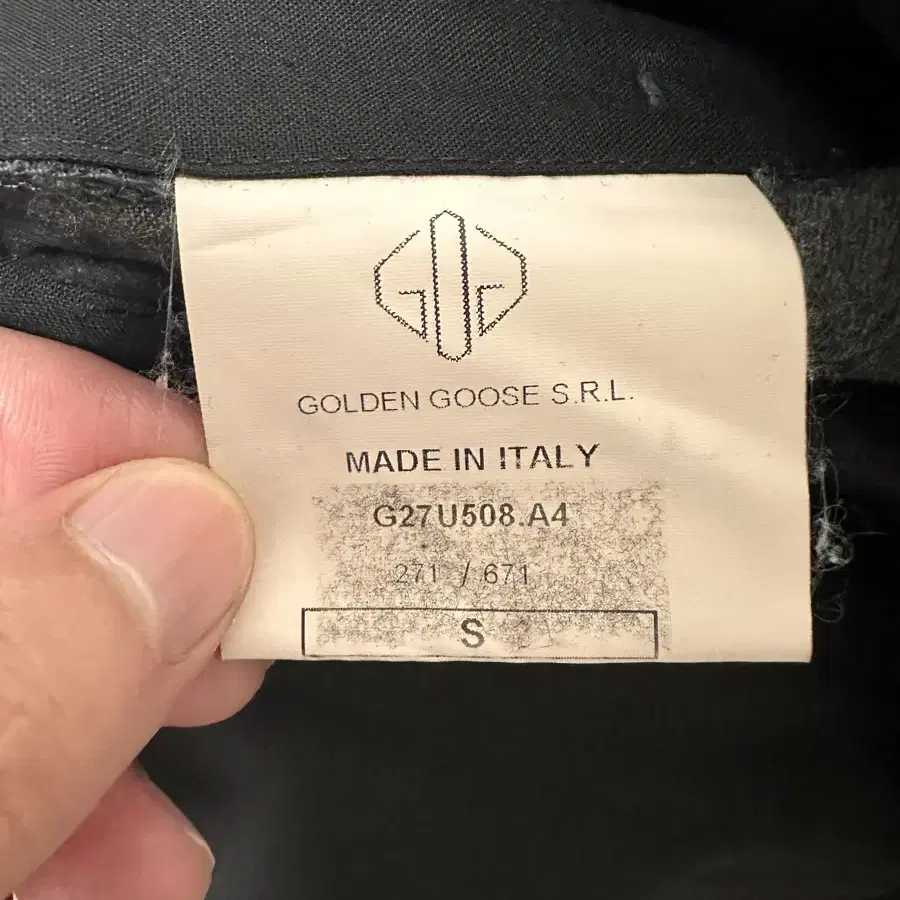 GOLDEN GOOSE S.R.L.
MADE IN ITALY
G27U508.A4
271 / 671
S